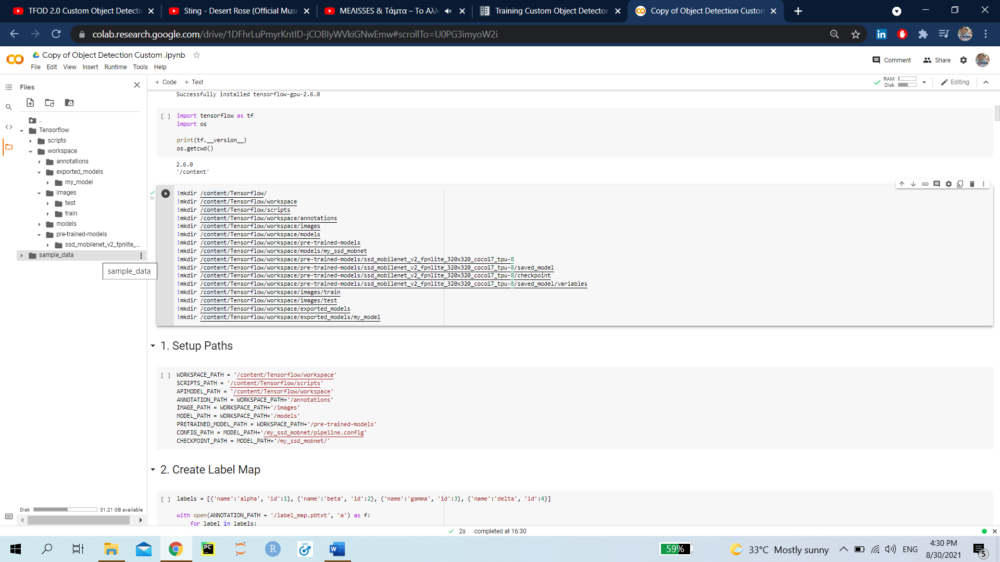 TFOD 2.0 Custom Object Detectic
Sting - Desert Rose (Official Musi
ΜΕΛΙSSES & Τάμτα – Το Αλλ
Training Custom Object Detector
Copy of Object Detection Custom
colab.research.google.com/drive/1DFhrLuPmyrKntID-jCOBlyWVkiGNwEmw#scrollTo=U0PG3imyoW2i
Copy of Object Detection Custom .ipynb
Comment
Share
File Edit View Insert Runtime Tools Help
Files
+ Code + Text
RAM
Disk
Editing
..
Tensorflow
scripts
workspace
annotations
exported_models
my_model
images
test
train
models
pre-trained-models
ssd_mobilenet_v2_fpnlite_...
sample_data
sample_data
Disk
31.21 GB available
Successfully installed tensorflow-gpu-2.6.0
[ ] import tensorflow as tf
import os
print(tf.__version__)
os.getcwd()
2.6.0
'/content'
2s
!mkdir /content/Tensorflow/
!mkdir /content/Tensorflow/workspace
!mkdir /content/Tensorflow/scripts
!mkdir /content/Tensorflow/workspace/annotations
!mkdir /content/Tensorflow/workspace/images
!mkdir /content/Tensorflow/workspace/models
!mkdir /content/Tensorflow/workspace/pre-trained-models
!mkdir /content/Tensorflow/workspace/models/my_ssd_mobnet
!mkdir /content/Tensorflow/workspace/pre-trained-models/ssd_mobilenet_v2_fpnlite_320x320_coco17_tpu-8
!mkdir /content/Tensorflow/workspace/pre-trained-models/ssd_mobilenet_v2_fpnlite_320x320_coco17_tpu-8/saved_model
!mkdir /content/Tensorflow/workspace/pre-trained-models/ssd_mobilenet_v2_fpnlite_320x320_coco17_tpu-8/checkpoint
!mkdir /content/Tensorflow/workspace/pre-trained-models/ssd_mobilenet_v2_fpnlite_320x320_coco17_tpu-8/saved_model/variables
!mkdir /content/Tensorflow/workspace/images/train
!mkdir /content/Tensorflow/workspace/images/test
!mkdir /content/Tensorflow/workspace/exported_models
!mkdir /content/Tensorflow/workspace/exported_models/my_model
1. Setup Paths
[ ] WORKSPACE_PATH = '/content/Tensorflow/workspace'
SCRIPTS_PATH = '/content/Tensorflow/scripts'
APIMODEL_PATH = '/content/Tensorflow/workspace'
ANNOTATION_PATH = WORKSPACE_PATH+'/annotations'
IMAGE_PATH = WORKSPACE_PATH+'/images'
MODEL_PATH = WORKSPACE_PATH+'/models'
PRETRAINED_MODEL_PATH = WORKSPACE_PATH+'/pre-trained-models'
CONFIG_PATH = MODEL_PATH+'/my_ssd_mobnet/pipeline.config'
CHECKPOINT_PATH = MODEL_PATH+'/my_ssd_mobnet/'
2. Create Label Map
[ ] labels = [{'name':'alpha', 'id':1}, {'name':'beta', 'id':2}, {'name':'gamma', 'id':3}, {'name':'delta', 'id':4}]
with open(ANNOTATION_PATH + '/label_map.pbtxt', 'a') as f:
for label in labels:
2s completed at 16:30
59%
33°C Mostly sunny
ENG
4:30 PM
8/30/2021
5